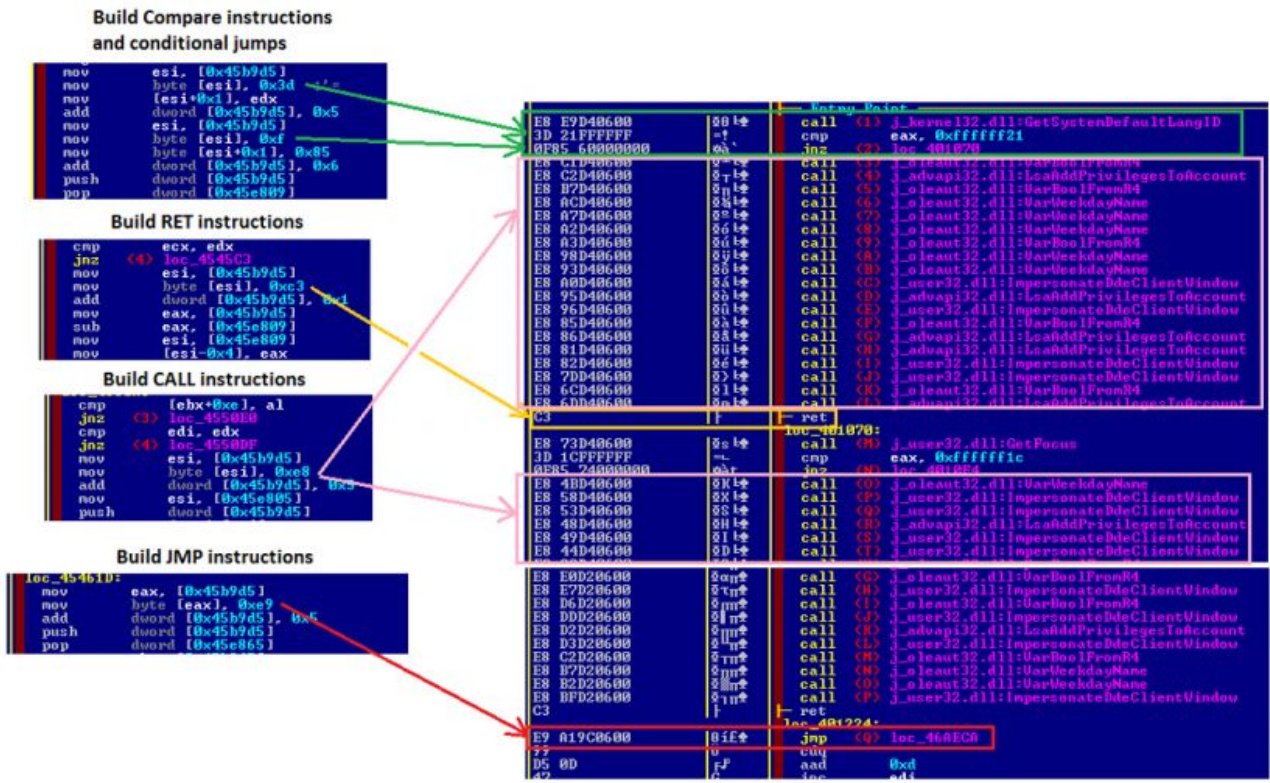 Build Compare instructions
and conditional jumps
mov esi, [0x45b9d5]
mov byte [esi], 0x3d ;'=
mov [esi+0x1], edx
add dword [0x45b9d5], 0x5
mov esi, [0x45b9d5]
mov byte [esi], 0xf
mov byte [esi+0x1], 0x85
add dword [0x45b9d5], 0x6
push dword [0x45b9d5]
pop dword [0x45e809]
Build RET instructions
cmp ecx, edx
jnz (4) loc_4545C3
mov esi, [0x45b9d5]
mov byte [esi], 0xc3
add dword [0x45b9d5], 0x1
mov eax, [0x45b9d5]
sub eax, [0x45e809]
mov esi, [0x45e809]
mov [esi-0x4], eax
Build CALL instructions
cmp [ebx+0xe], al
jnz (3) loc_4550E0
cmp edi, edx
jnz (4) loc_4550DF
mov esi, [0x45b9d5]
mov byte [esi], 0xe8
add dword [0x45b9d5], 0x5
mov esi, [0x45e805]
push dword [0x45b9d5]
Build JMP instructions
loc_45461D:
mov eax, [0x45b9d5]
mov byte [eax], 0xe9
add dword [0x45b9d5], 0x5
push dword [0x45b9d5]
pop dword [0x45e865]
Entry Point
E8 E9D40600 call (1) j_kernel32.dll:GetSystemDefaultLangID
3D 21FFFFFF cmp eax, 0xffffff21
0F85 60000000 jnz (2) loc_401070
E8 C1D40600 call (3) j_oleaut32.dll:VarBoolFromR4
E8 C2D40600 call (4) j_advapi32.dll:LsaAddPrivilegesToAccount
E8 B7D40600 call (5) j_oleaut32.dll:VarBoolFromR4
E8 ACD40600 call (6) j_oleaut32.dll:VarWeekdayName
E8 A7D40600 call (7) j_oleaut32.dll:VarWeekdayName
E8 A2D40600 call (8) j_oleaut32.dll:VarWeekdayName
E8 A3D40600 call (9) j_oleaut32.dll:VarBoolFromR4
E8 98D40600 call (A) j_oleaut32.dll:VarWeekdayName
E8 93D40600 call (B) j_oleaut32.dll:VarWeekdayName
E8 A0D40600 call (C) j_user32.dll:ImpersonateDdeClientWindow
E8 95D40600 call (D) j_advapi32.dll:LsaAddPrivilegesToAccount
E8 96D40600 call (E) j_user32.dll:ImpersonateDdeClientWindow
E8 85D40600 call (F) j_oleaut32.dll:VarBoolFromR4
E8 86D40600 call (G) j_advapi32.dll:LsaAddPrivilegesToAccount
E8 81D40600 call (H) j_advapi32.dll:LsaAddPrivilegesToAccount
E8 82D40600 call (I) j_user32.dll:ImpersonateDdeClientWindow
E8 7DD40600 call (J) j_user32.dll:ImpersonateDdeClientWindow
E8 6CD40600 call (K) j_oleaut32.dll:VarBoolFromR4
E8 6DD40600 call (L) j_advapi32.dll:LsaAddPrivilegesToAccount
C3 ret
loc_401070:
E8 73D40600 call (M) j_user32.dll:GetFocus
3D 1CFFFFFF cmp eax, 0xffffff1c
0F85 74000000 jnz (N) loc_4010E4
E8 4BD40600 call (O) j_oleaut32.dll:VarWeekdayName
E8 58D40600 call (P) j_user32.dll:ImpersonateDdeClientWindow
E8 53D40600 call (Q) j_user32.dll:ImpersonateDdeClientWindow
E8 48D40600 call (R) j_advapi32.dll:LsaAddPrivilegesToAccount
E8 49D40600 call (S) j_user32.dll:ImpersonateDdeClientWindow
E8 44D40600 call (T) j_user32.dll:ImpersonateDdeClientWindow
E8 E0D20600 call (G) j_oleaut32.dll:VarBoolFromR4
E8 E7D20600 call (H) j_user32.dll:ImpersonateDdeClientWindow
E8 D6D20600 call (I) j_oleaut32.dll:VarBoolFromR4
E8 DDD20600 call (J) j_user32.dll:ImpersonateDdeClientWindow
E8 D2D20600 call (K) j_advapi32.dll:LsaAddPrivilegesToAccount
E8 D3D20600 call (L) j_user32.dll:ImpersonateDdeClientWindow
E8 C2D20600 call (M) j_oleaut32.dll:VarBoolFromR4
E8 B7D20600 call (N) j_oleaut32.dll:VarWeekdayName
E8 B2D20600 call (O) j_oleaut32.dll:VarWeekdayName
E8 BFD20600 call (P) j_user32.dll:ImpersonateDdeClientWindow
C3 ret
loc_401224:
E9 A19C0600 jmp (Q) loc_46AECA
99 cdq
D5 0D aad 0xd
47 inc edi